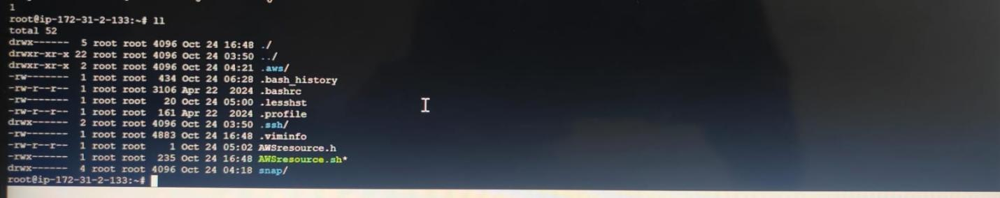 1
root@ip-172-31-2-133:~# ll
total 52
drwx------  5 root root 4096 Oct 24 16:48 ./
drwxr-xr-x 22 root root 4096 Oct 24 03:50 ../
drwxr-xr-x  2 root root 4096 Oct 24 04:21 .aws/
-rw-------  1 root root  434 Oct 24 06:28 .bash_history
-rw-r--r--  1 root root 3106 Apr 22  2024 .bashrc
-rw-------  1 root root   20 Oct 24 05:00 .lesshst
-rw-r--r--  1 root root  161 Apr 22  2024 .profile
drwx------  2 root root 4096 Oct 24 03:50 .ssh/
-rw-------  1 root root 4883 Oct 24 16:48 .viminfo
-rw-r--r--  1 root root    1 Oct 24 05:02 AWSresource.h
-rwx------  1 root root  235 Oct 24 16:48 AWSresource.sh*
drwx------  4 root root 4096 Oct 24 04:18 snap/
root@ip-172-31-2-133:~#